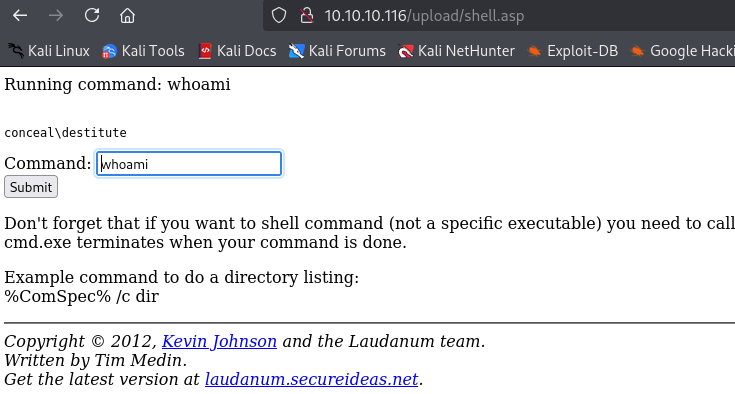 10.10.10.116/upload/shell.asp
Kali Linux Kali Tools Kali Docs Kali Forums Kali NetHunter Exploit-DB Google Hacki
Running command: whoami
conceal\destitute
Command: whoami
Submit
Don't forget that if you want to shell command (not a specific executable) you need to call
cmd.exe terminates when your command is done.
Example command to do a directory listing:
%ComSpec% /c dir
Copyright © 2012, Kevin Johnson and the Laudanum team.
Written by Tim Medin.
Get the latest version at laudanum.secureideas.net.